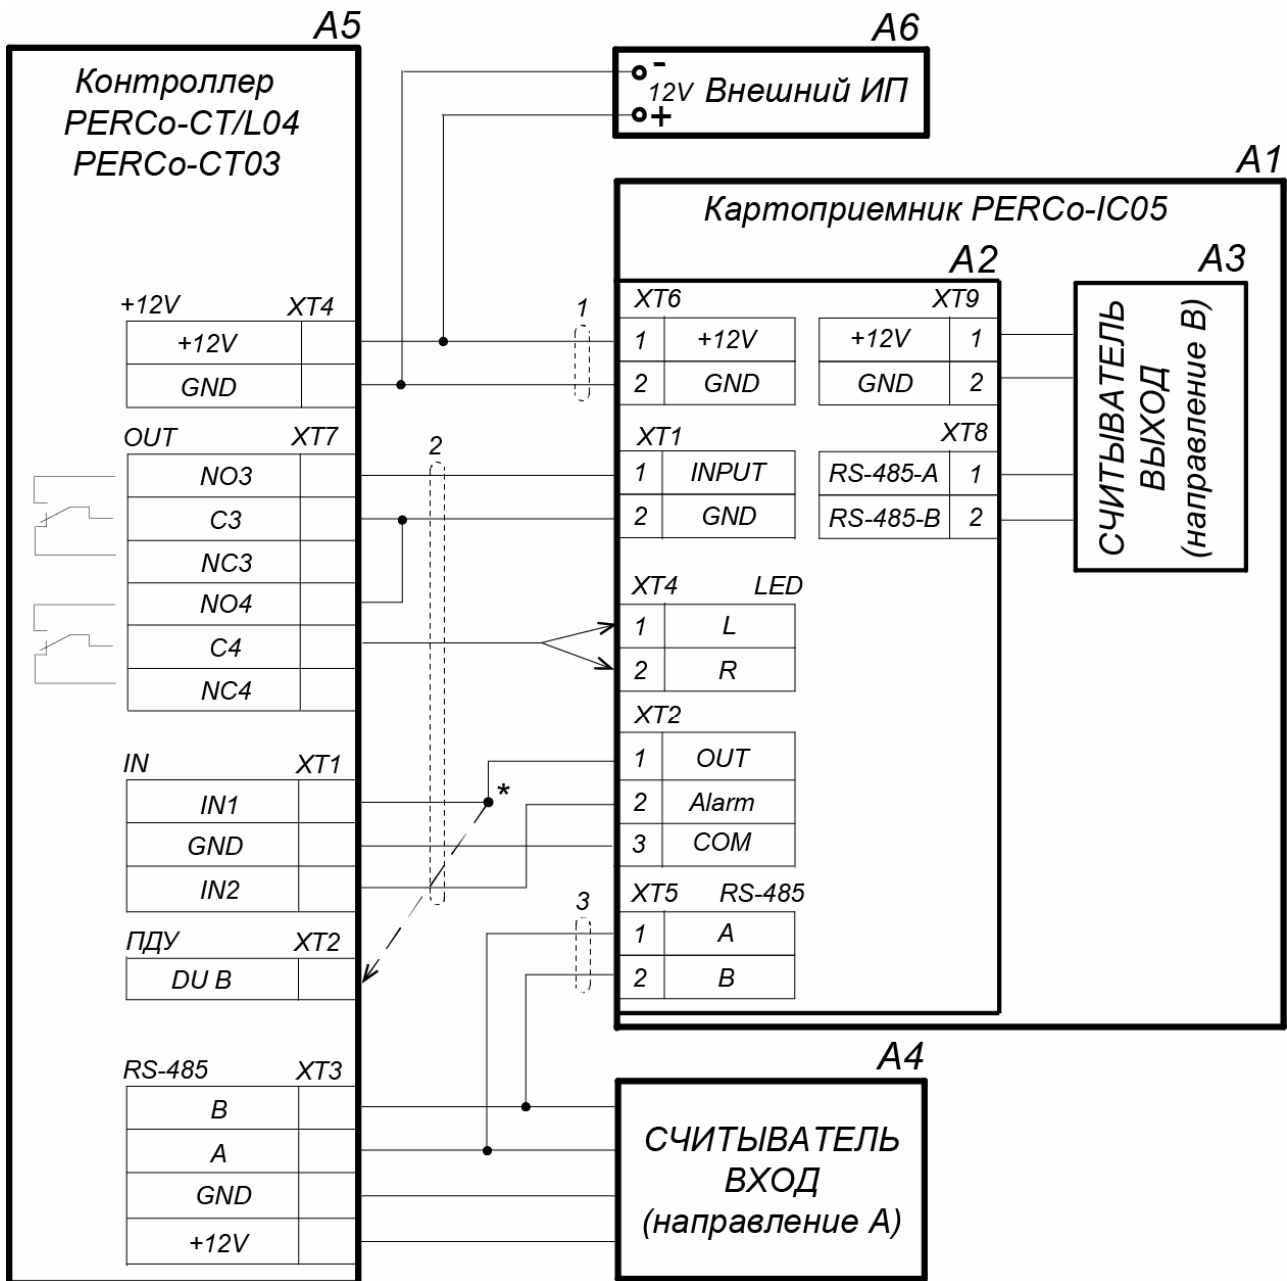 A5
Контроллер
PERCo-CT/L04
PERCo-CT03
+12V XT4
+12V
GND
OUT XT7
NO3
C3
NC3
NO4
C4
NC4
IN XT1
IN1
GND
IN2
ПДУ XT2
DU B
RS-485 XT3
B
A
GND
+12V
1
2
*
3
A6
-
12V Внешний ИП
+
A1
Картоприемник PERCo-IC05
A2
XT6
1 +12V
2 GND
XT1
1 INPUT
2 GND
XT4 LED
1 L
2 R
XT2
1 OUT
2 Alarm
3 COM
XT5 RS-485
1 A
2 B
XT9
+12V 1
GND 2
XT8
RS-485-A 1
RS-485-B 2
A3
СЧИТЫВАТЕЛЬ
ВЫХОД
(направление В)
A4
СЧИТЫВАТЕЛЬ
ВХОД
(направление А)